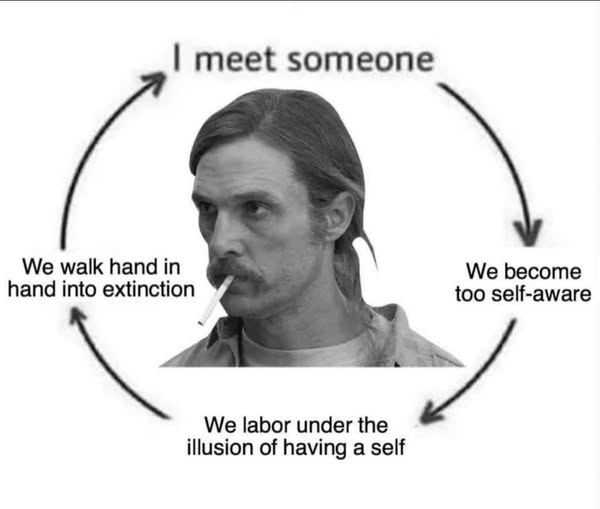 I meet someone
We become
too self-aware
We labor under the
illusion of having a self
We walk hand in
hand into extinction